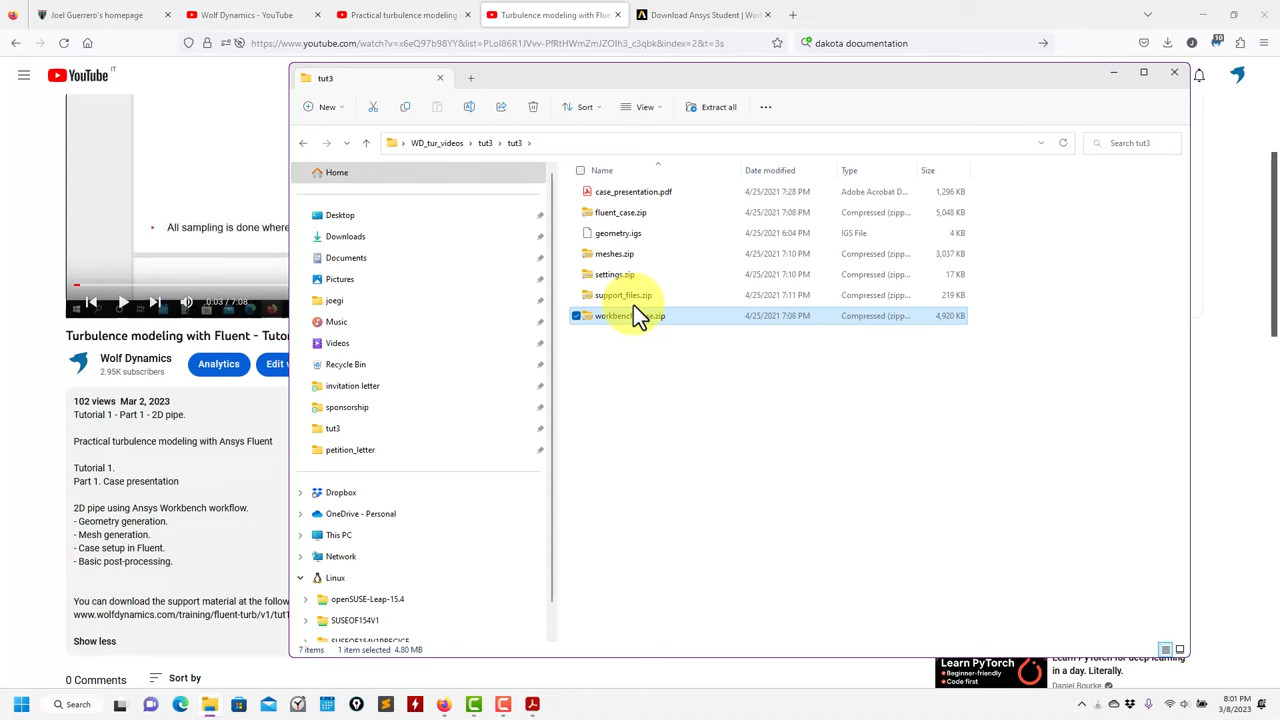 Joel Guerrero's homepage
Wolf Dynamics - YouTube
Practical turbulence modeling
Turbulence modeling with Flue
Download Ansys Student | Wor
https://www.youtube.com/watch?v=x6eQ97b98YY&list=PLoI86R1JVvv-PfRtHWmZmJZOIh3_c3qbk&index=2&t=3s
dakota documentation
10
YouTube
IT
tut3
New
Sort
View
Extract all
WD_tur_videos
tut3
tut3
Search tut3
Home
Name
Date modified
Type
Size
case_presentation.pdf
4/25/2021 7:28 PM
Adobe Acrobat D...
1,296 KB
fluent_case.zip
4/25/2021 7:08 PM
Compressed (zipp...
5,048 KB
geometry.igs
4/25/2021 6:04 PM
IGS File
4 KB
meshes.zip
4/25/2021 7:10 PM
Compressed (zipp...
3,037 KB
settings.zip
4/25/2021 7:10 PM
Compressed (zipp...
17 KB
support_files.zip
4/25/2021 7:11 PM
Compressed (zipp...
219 KB
4/25/2021 7:08 PM
Compressed (zipp...
4,920 KB
Desktop
Downloads
Documents
Pictures
joegi
Music
Videos
Recycle Bin
invitation letter
sponsorship
tut3
petition_letter
Dropbox
OneDrive - Personal
This PC
Network
Linux
openSUSE-Leap-15.4
SUSEOF154V1
SUSEOF154V1PRECICE
7 items
1 item selected 4.80 MB
All sampling is done where
0:03 / 7:08
Turbulence modeling with Fluent - Tutor
Wolf Dynamics
2.95K subscribers
Analytics
Edit v
102 views Mar 2, 2023
Tutorial 1 - Part 1 - 2D pipe.
Practical turbulence modeling with Ansys Fluent
Tutorial 1.
Part 1. Case presentation
2D pipe using Ansys Workbench workflow.
- Geometry generation.
- Mesh generation.
- Case setup in Fluent.
- Basic post-processing.
You can download the support material at the follow
www.wolfdynamics.com/training/fluent-turb/v1/tut1
Show less
0 Comments
Sort by
Learn PyTorch
Beginner-friendly
Code first
Learn PyTorch for deep learning
in a day. Literally.
Daniel Bourke
Search
8:01 PM
3/8/2023